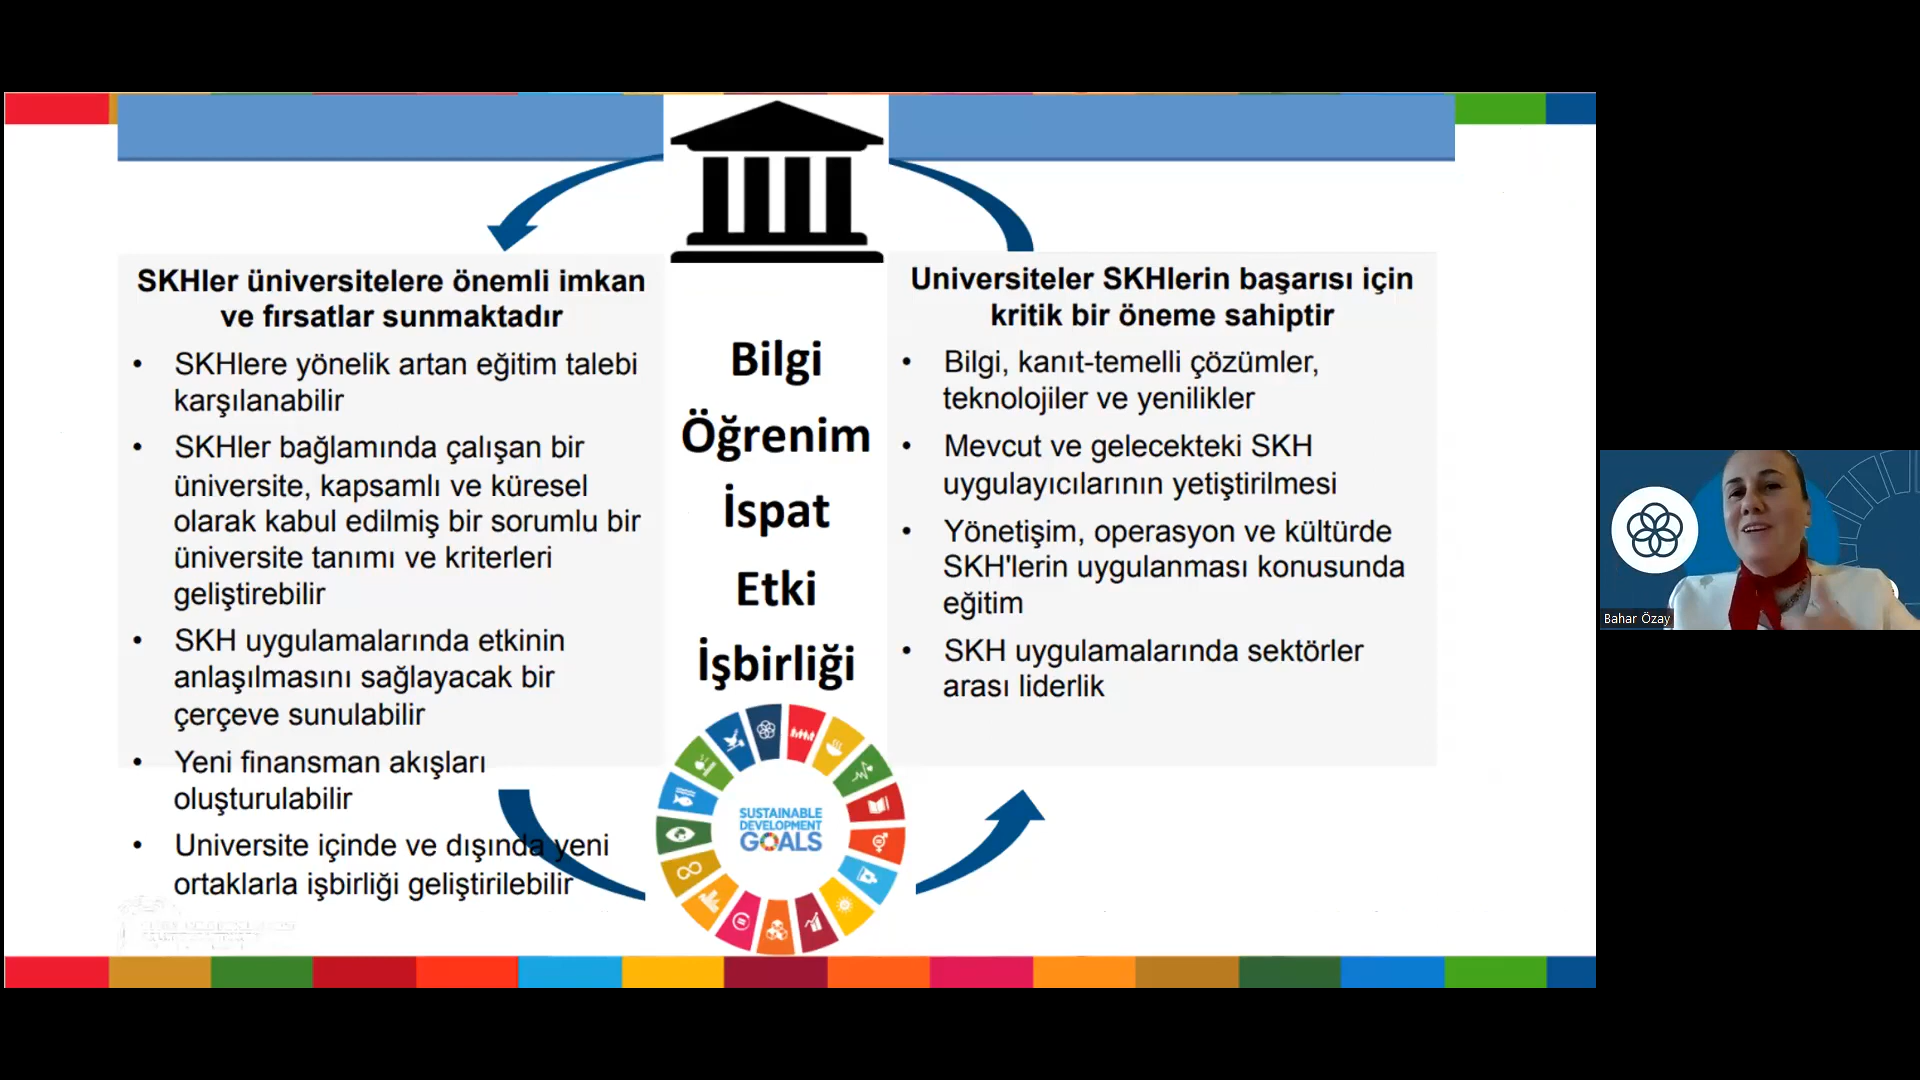 SKHler üniversitelere önemli imkan
ve fırsatlar sunmaktadır
• SKHlere yönelik artan eğitim talebi
karşılanabilir
• SKHler bağlamında çalışan bir
üniversite, kapsamlı ve küresel
olarak kabul edilmiş bir sorumlu bir
üniversite tanımı ve kriterleri
geliştirebilir
• SKH uygulamalarında etkinin
anlaşılmasını sağlayacak bir
çerçeve sunulabilir
• Yeni finansman akışları
oluşturulabilir
• Universite içinde ve dışında yeni
ortaklarla işbirliği geliştirilebilir
Bilgi
Öğrenim
İspat
Etki
İşbirliği
SUSTAINABLE
DEVELOPMENT
GOALS
Universiteler SKHlerin başarısı için
kritik bir öneme sahiptir
• Bilgi, kanıt-temelli çözümler,
teknolojiler ve yenilikler
• Mevcut ve gelecekteki SKH
uygulayıcılarının yetiştirilmesi
• Yönetişim, operasyon ve kültürde
SKH'lerin uygulanması konusunda
eğitim
• SKH uygulamalarında sektörler
arası liderlik
Bahar Özay